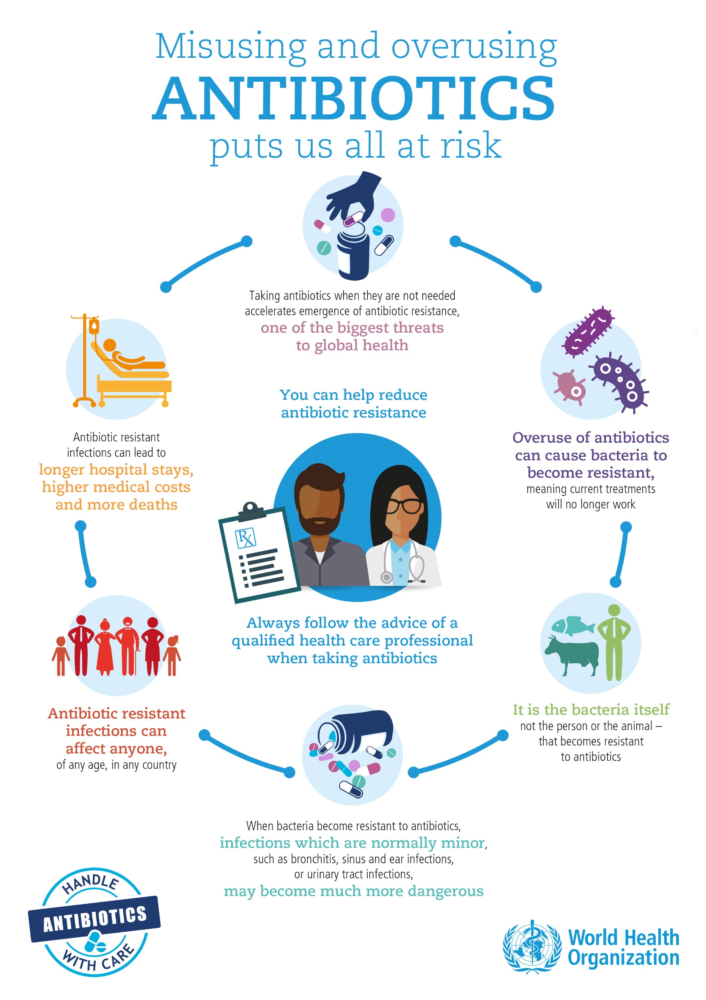 Misusing and overusing
ANTIBIOTICS
puts us all at risk
Taking antibiotics when they are not needed
accelerates emergence of antibiotic resistance,
one of the biggest threats
to global health
Overuse of antibiotics
can cause bacteria to
become resistant,
meaning current treatments
will no longer work
It is the bacteria itself
not the person or the animal –
that becomes resistant
to antibiotics
When bacteria become resistant to antibiotics,
infections which are normally minor,
such as bronchitis, sinus and ear infections,
or urinary tract infections,
may become much more dangerous
Antibiotic resistant
infections can
affect anyone,
of any age, in any country
Antibiotic resistant
infections can lead to
longer hospital stays,
higher medical costs
and more deaths
You can help reduce
antibiotic resistance
Rx
Always follow the advice of a
qualified health care professional
when taking antibiotics
HANDLE
ANTIBIOTICS
WITH CARE
World Health
Organization